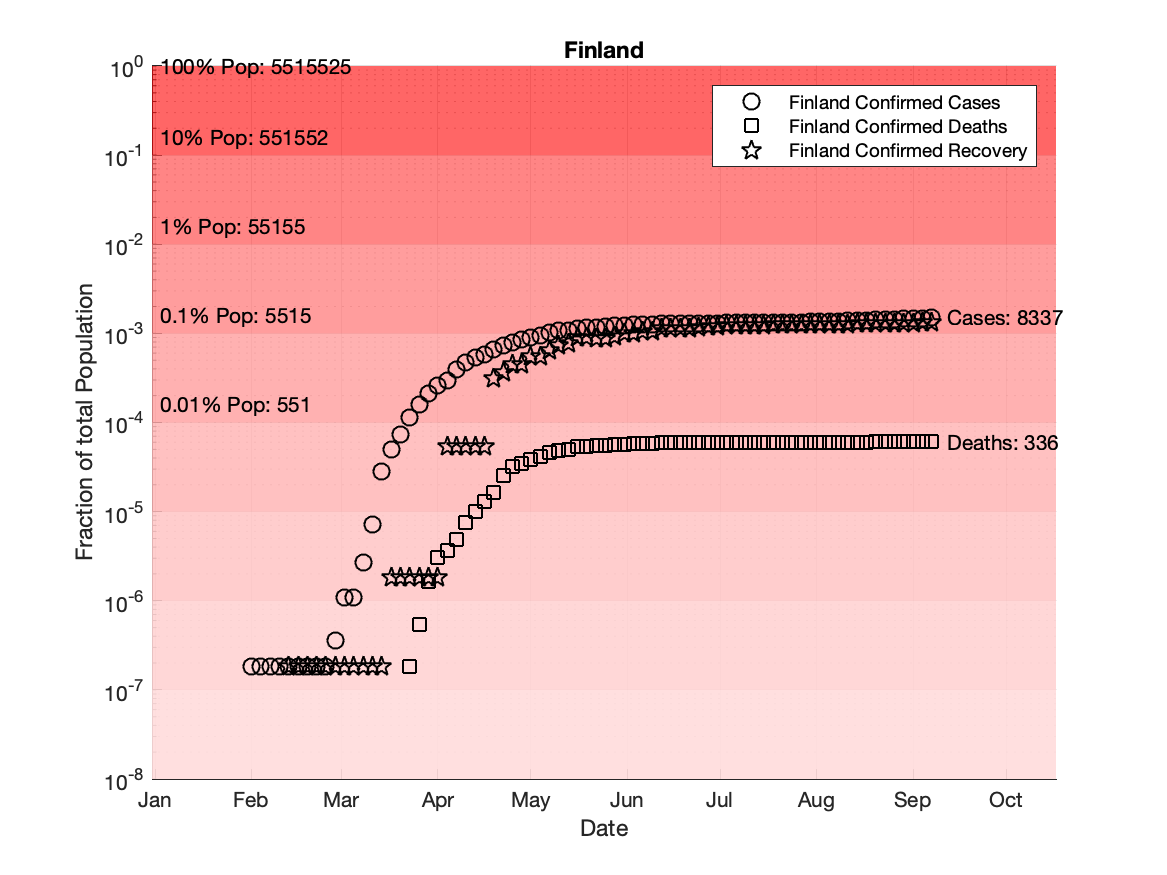 Finland
10^0
100% Pop: 5515525
Finland Confirmed Cases
Finland Confirmed Deaths
Finland Confirmed Recovery
10% Pop: 551552
10^-1
1% Pop: 55155
10^-2
0.1% Pop: 5515
Cases: 8337
10^-3
0.01% Pop: 551
10^-4
Deaths: 336
10^-5
10^-6
10^-7
10^-8
Fraction of total Population
Jan Feb Mar Apr May Jun Jul Aug Sep Oct
Date